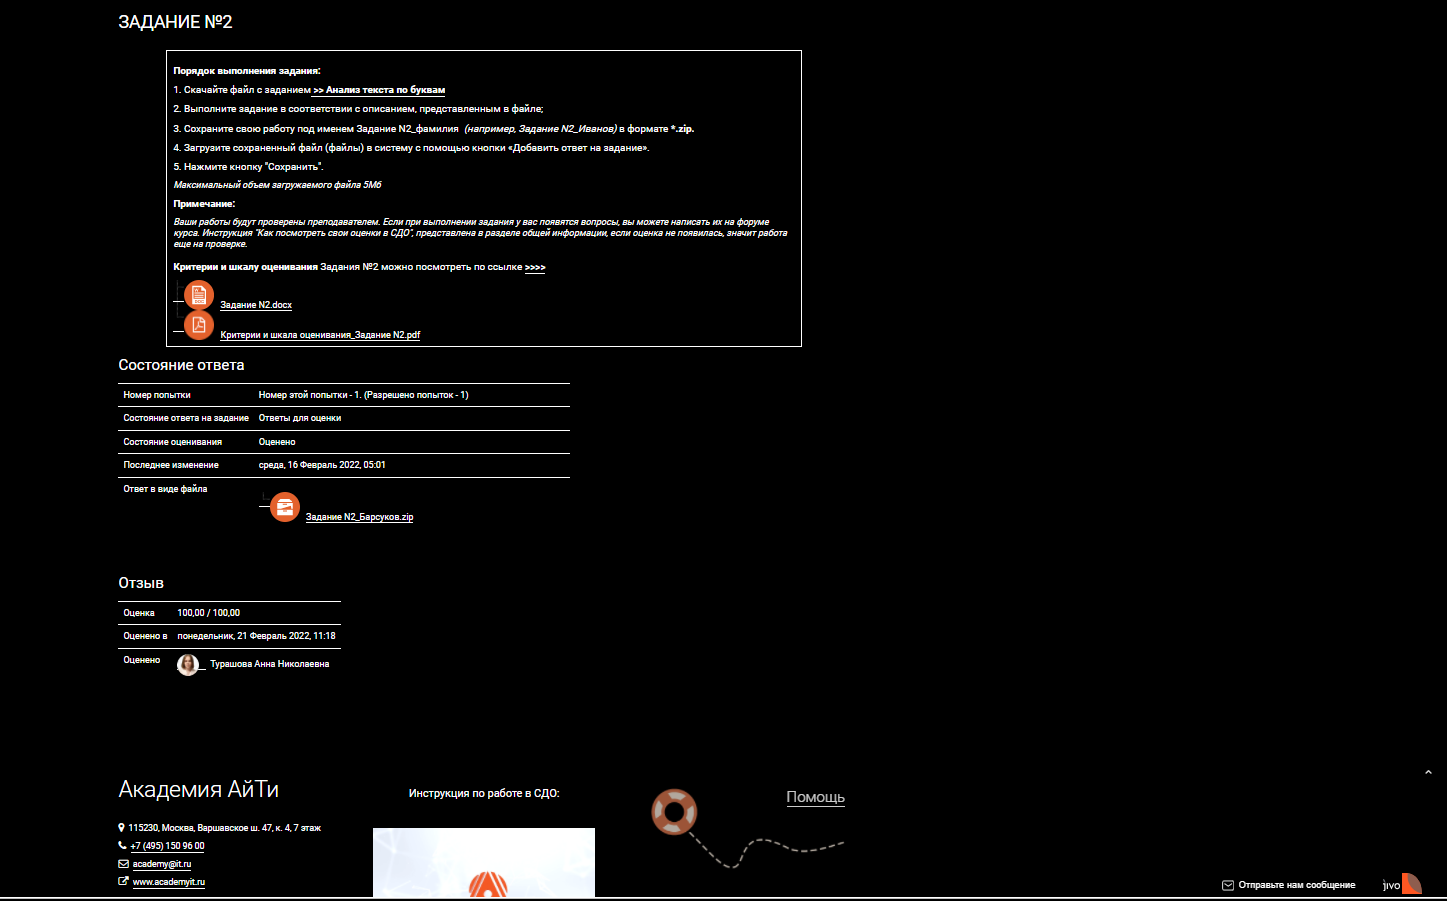 ЗАДАНИЕ №2
Порядок выполнения задания:
1. Скачайте файл с заданием >> Анализ текста по буквам
2. Выполните задание в соответствии с описанием, представленным в файле;
3. Сохраните свою работу под именем Задание N2_фамилия (например, Задание N2_Иванов) в формате *.zip.
4. Загрузите сохраненный файл (файлы) в систему с помощью кнопки «Добавить ответ на задание».
5. Нажмите кнопку "Сохранить".
Максимальный объем загружаемого файла 5Мб
Примечание:
Ваши работы будут проверены преподавателем. Если при выполнении задания у вас появятся вопросы, вы можете написать их на форуме
курса. Инструкция "Как посмотреть свои оценки в СДО", представлена в разделе общей информации, если оценка не появилась, значит работа
еще на проверке.
Критерии и шкалу оценивания Задания №2 можно посмотреть по ссылке >>>>
Задание N2.docx
Критерии и шкала оценивания_Задание N2.pdf
Состояние ответа
Номер попытки Номер этой попытки - 1. (Разрешено попыток - 1)
Состояние ответа на задание Ответы для оценки
Состояние оценивания Оценено
Последнее изменение среда, 16 Февраль 2022, 05:01
Ответ в виде файла
Задание N2_Барсуков.zip
Отзыв
Оценка 100,00 / 100,00
Оценено в понедельник, 21 Февраль 2022, 11:18
Оценено Турашова Анна Николаевна
Академия АйТи
115230, Москва, Варшавское ш. 47, к. 4, 7 этаж
+7 (495) 150 96 00
academy@it.ru
www.academyit.ru
Инструкция по работе в СДО:
Помощь
Отправьте нам сообщение
jivo